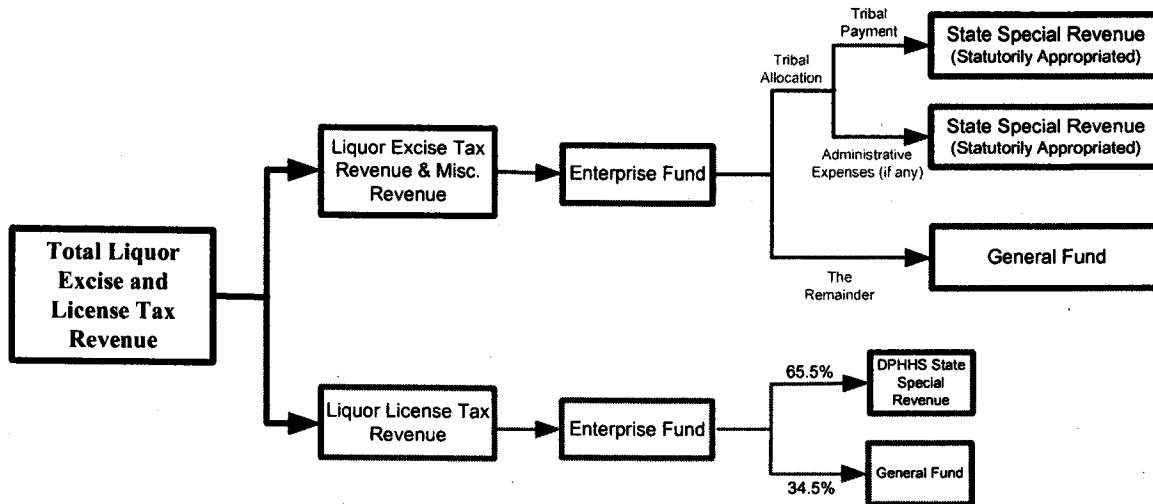 Total Liquor
Excise and
License Tax
Revenue
Liquor Excise Tax
Revenue & Misc.
Revenue
Enterprise Fund
Tribal
Allocation
Tribal
Payment
State Special Revenue
(Statutorily Appropriated)
State Special Revenue
(Statutorily Appropriated)
Administrative
Expenses (if any)
General Fund
The
Remainder
Liquor License Tax
Revenue
Enterprise Fund
65.5%
DPHHS State
Special
Revenue
34.5%
General Fund